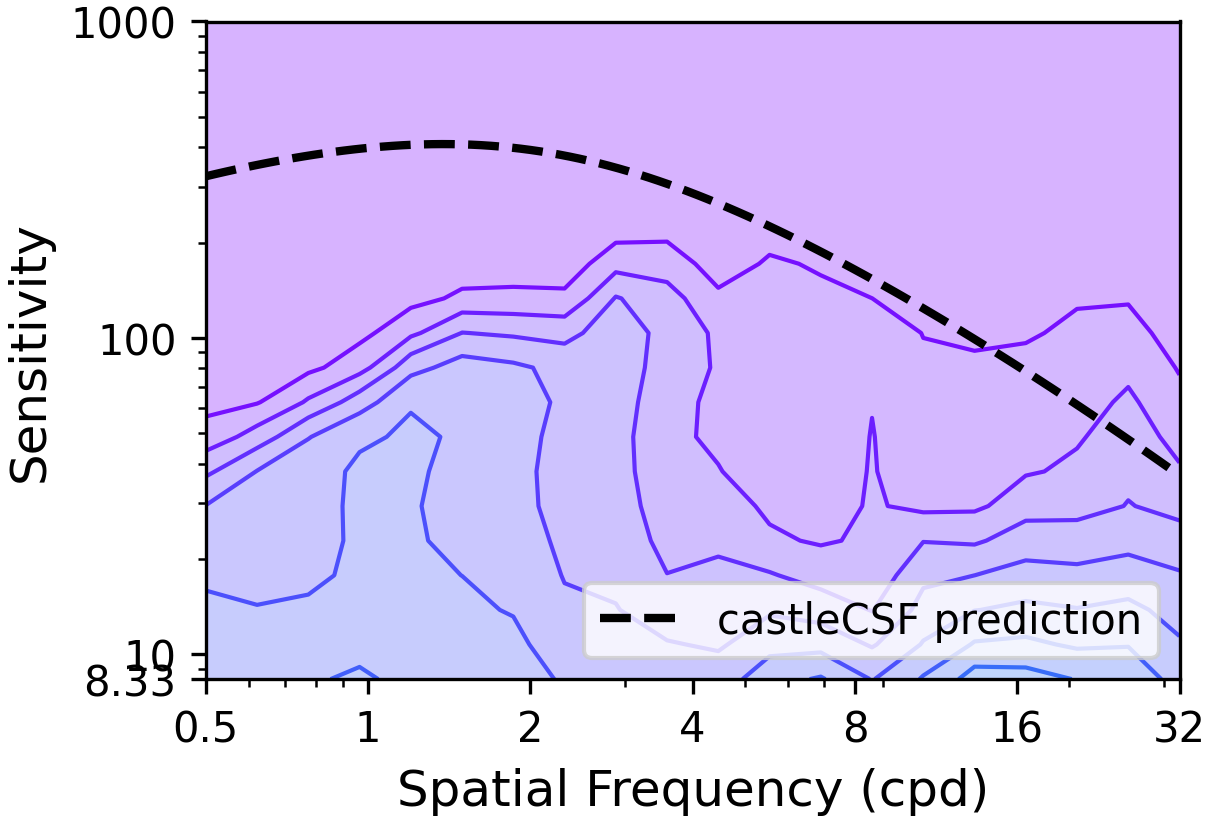 1000
100
10
8.33
Sensitivity
castleCSF prediction
0.5 1 2 4 8 16 32
Spatial Frequency (cpd)